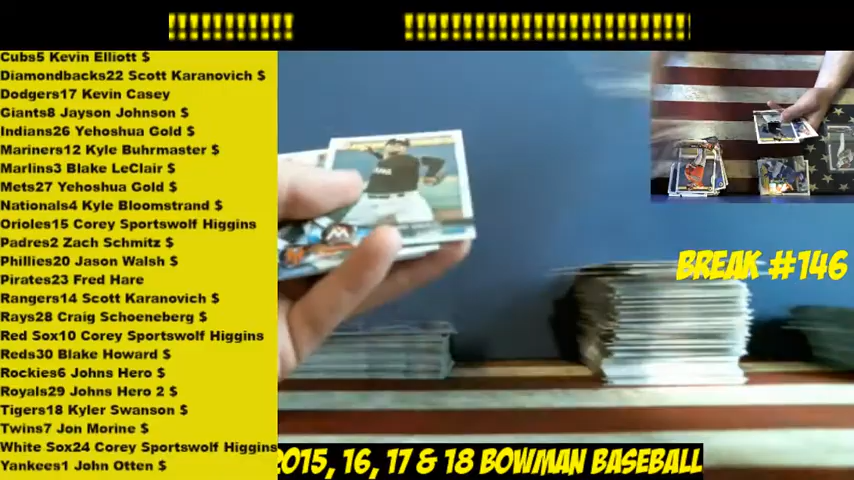 !!!!!!!!!!!! !!!!!!!!!!!!!!!!!!!!!!!!!!!!
Cubs5 Kevin Elliott $
Diamondbacks22 Scott Karanovich $
Dodgers17 Kevin Casey
Giants8 Jayson Johnson $
Indians26 Yehoshua Gold $
Mariners12 Kyle Buhrmaster $
Marlins3 Blake LeClair $
Mets27 Yehoshua Gold $
Nationals4 Kyle Bloomstrand $
Orioles15 Corey Sportswolf Higgins
Padres2 Zach Schmitz $
Phillies20 Jason Walsh $
Pirates23 Fred Hare
Rangers14 Scott Karanovich $
Rays28 Craig Schoeneberg $
Red Sox10 Corey Sportswolf Higgins
Reds30 Blake Howard $
Rockies6 Johns Hero $
Royals29 Johns Hero 2 $
Tigers18 Kyler Swanson $
Twins7 Jon Morine $
White Sox24 Corey Sportswolf Higgins
Yankees1 John Otten $
BREAK #146
2015, 16, 17 & 18 BOWMAN BASEBALL